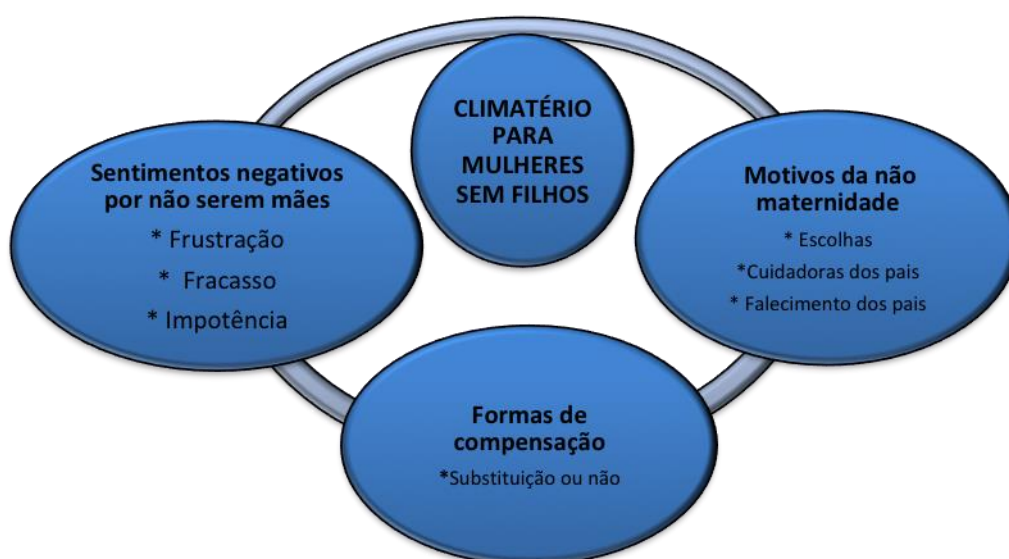 CLIMATÉRIO
PARA
MULHERES
SEM FILHOS
Sentimentos negativos
por não serem mães
* Frustração
* Fracasso
* Impotência
Motivos da não
maternidade
* Escolhas
*Cuidadoras dos pais
* Falecimento dos pais
Formas de
compensação
*Substituição ou não